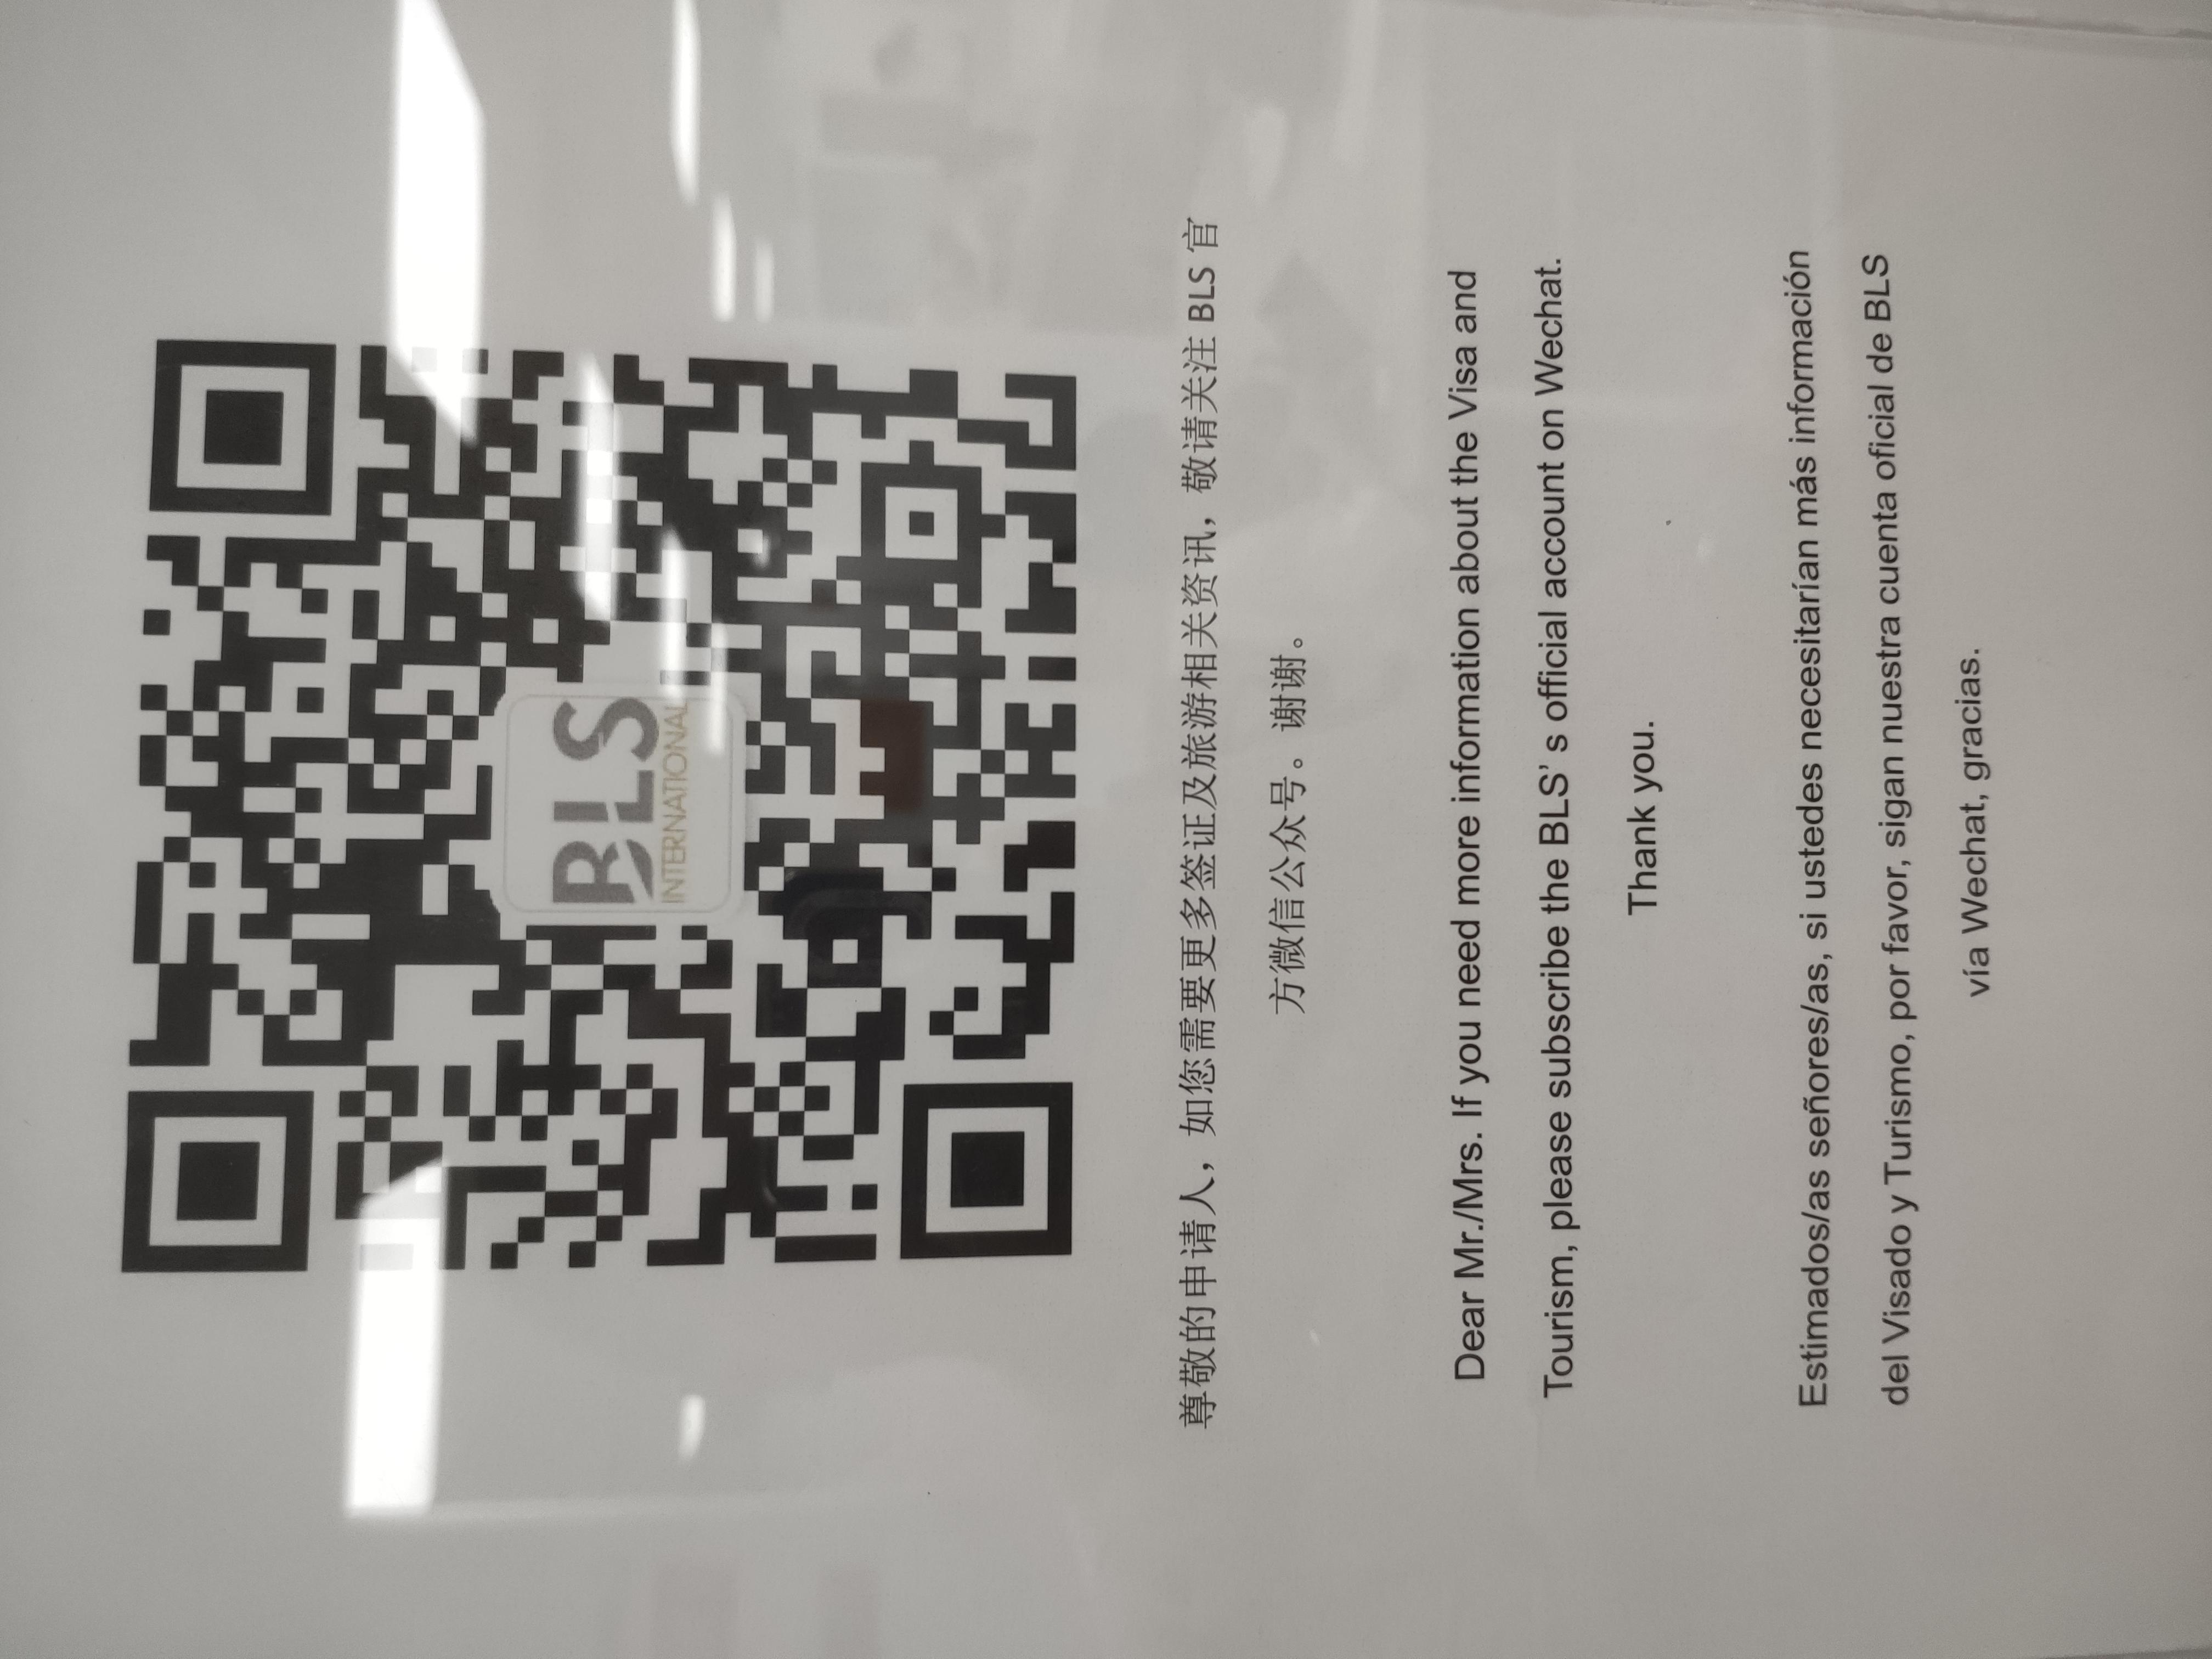 BLS
INTERNATIONAL
尊敬的申请人，如您需要更多签证及旅游相关资讯，敬请关注 BLS 官
方微信公众号。谢谢。
Dear Mr./Mrs. If you need more information about the Visa and
Tourism, please subscribe the BLS’ s official account on Wechat.
Thank you.
Estimados/as señores/as, si ustedes necesitarían más información
del Visado y Turismo, por favor, sigan nuestra cuenta oficial de BLS
vía Wechat, gracias.